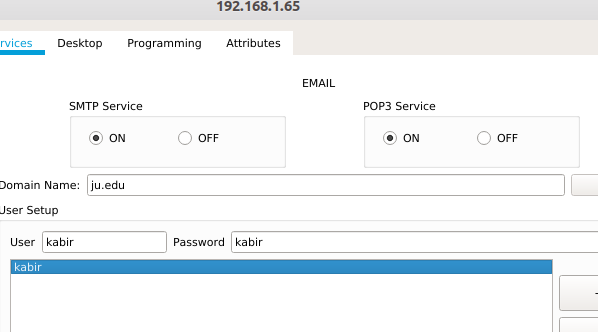 192.168.1.65
rvices Desktop Programming Attributes
EMAIL
SMTP Service POP3 Service
ON OFF ON OFF
Domain Name: ju.edu
User Setup
User kabir Password kabir
kabir